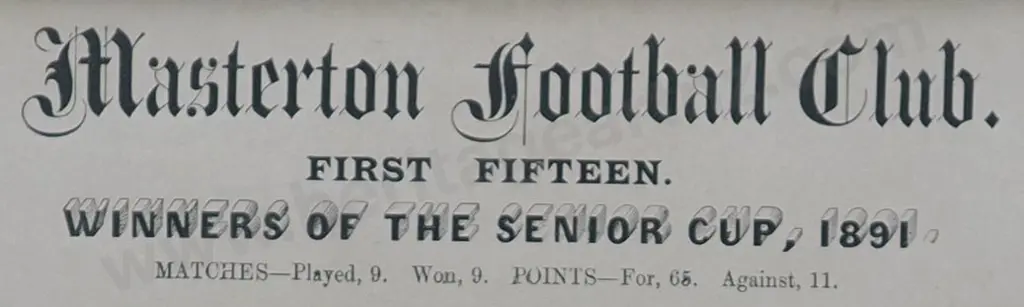 Masterton Football Club.
FIRST FIFTEEN.
WINNERS OF THE SENIOR CUP, 1891.
MATCHES—Played, 9. Won, 9. POINTS—For, 65. Against, 11.